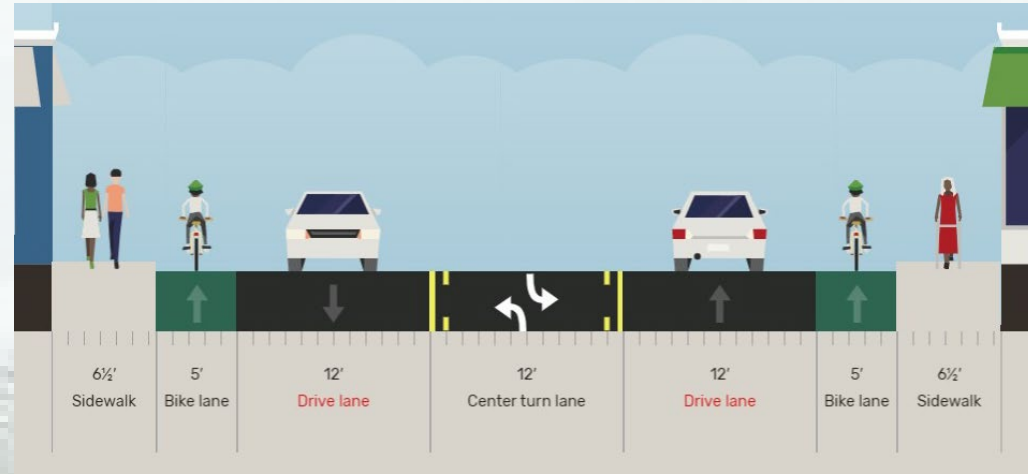 6½′
Sidewalk
5′
Bike lane
12′
Drive lane
12′
Center turn lane
12′
Drive lane
5′
Bike lane
6½′
Sidewalk